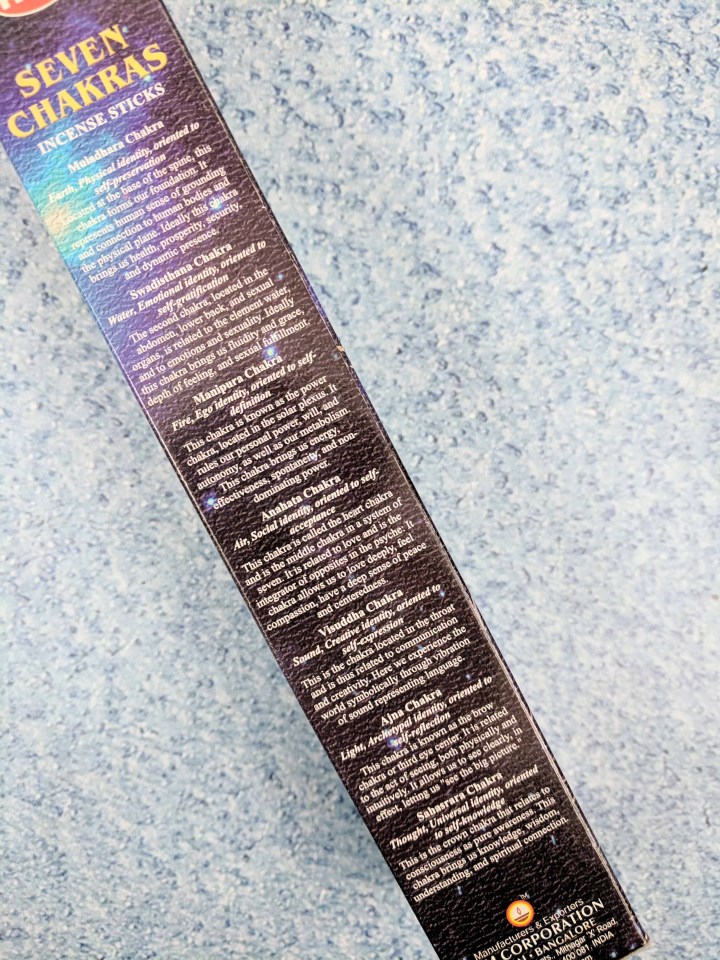 SEVEN
CHAKRAS
INCENSE STICKS
Muladhara Chakra
Earth, Physical identity, oriented to
self-preservation
Located at the base of the spine, this
chakra forms our foundation. It
represents human sense of grounding
and connection to human bodies and
the physical plane. Ideally this chakra
brings us health, prosperity, security,
and dynamic presence.
Swadisthana Chakra
Water, Emotional identity, oriented to
self-gratification
The second chakra, located in the
abdomen, lower back, and sexual
organs, is related to the element water,
and to emotions and sexuality. Ideally
this chakra brings us fluidity and grace,
depth of feeling, and sexual fulfillment.
Manipura Chakra
Fire, Ego identity, oriented to self-
definition
This chakra is known as the power
chakra, located in the solar plexus. It
rules our personal power, will, and
autonomy, as well as our metabolism.
This chakra brings us energy,
effectiveness, spontaneity, and non-
dominating power.
Anahata Chakra
Air, Social identity, oriented to self-
acceptance
This chakra is called the heart chakra
and is the middle chakra in a system of
seven. It is related to love and is the
integrator of opposites in the psyche. It
chakra allows us to love deeply, feel
compassion, have a deep sense of peace
and centeredness
Visuddha Chakra
Sound, Creative identity, oriented to
self-expression
This is the chakra located in the throat
and is thus related to communication
and creativity. Here we experience the
world symbolically through vibration
of sound representing language.
Ajna Chakra
Light, Archetypal identity, oriented to
self-reflection
This chakra is known as the brow
chakra or third eye center. It is related
to the act of seeing, both physically and
intuitively. It allows us to see clearly, in
effect, letting us "see the big picture."
Sahasrara Chakra
Thought, Universal identity, oriented
to self-knowledge
This is the crown chakra that relates to
consciousness as pure awareness. This
chakra brings us knowledge, wisdom,
understanding, and spiritual connection.
TM
Manufacturers & Exporters
A CORPORATION
BANGALORE
Milnagar 'X' Road,
400 081. INDIA